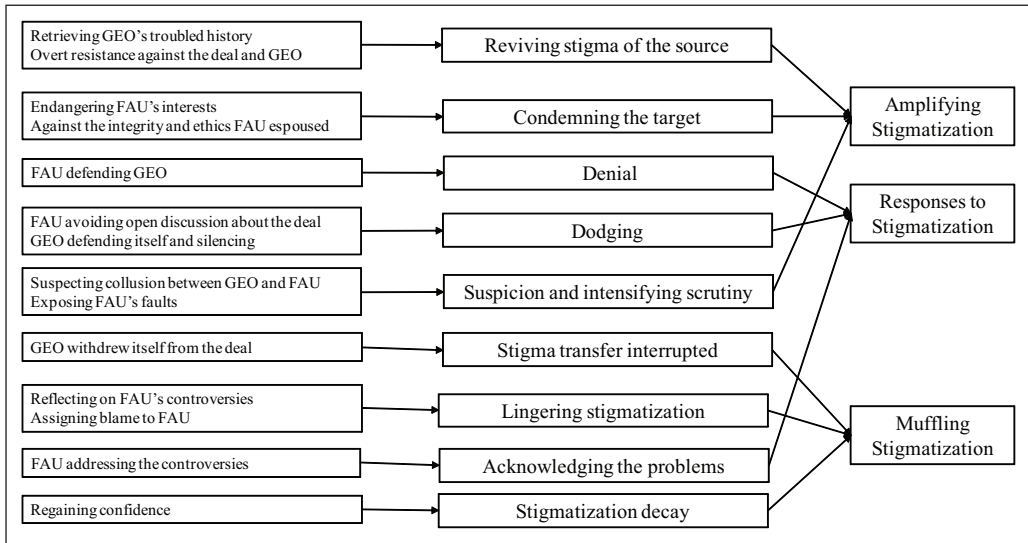 Retrieving GEO's troubled history
Overt resistance against the deal and GEO
Reviving stigma of the source
Endangering FAU's interests
Against the integrity and ethics FAU espoused
Condemning the target
Amplifying
Stigmatization
FAU defending GEO
Denial
FAU avoiding open discussion about the deal
GEO defending itself and silencing
Dodging
Responses to
Stigmatization
Suspecting collusion between GEO and FAU
Exposing FAU's faults
Suspicion and intensifying scrutiny
GEO withdrew itself from the deal
Stigma transfer interrupted
Reflecting on FAU's controversies
Assigning blame to FAU
Lingering stigmatization
Muffling
Stigmatization
FAU addressing the controversies
Acknowledging the problems
Regaining confidence
Stigmatization decay